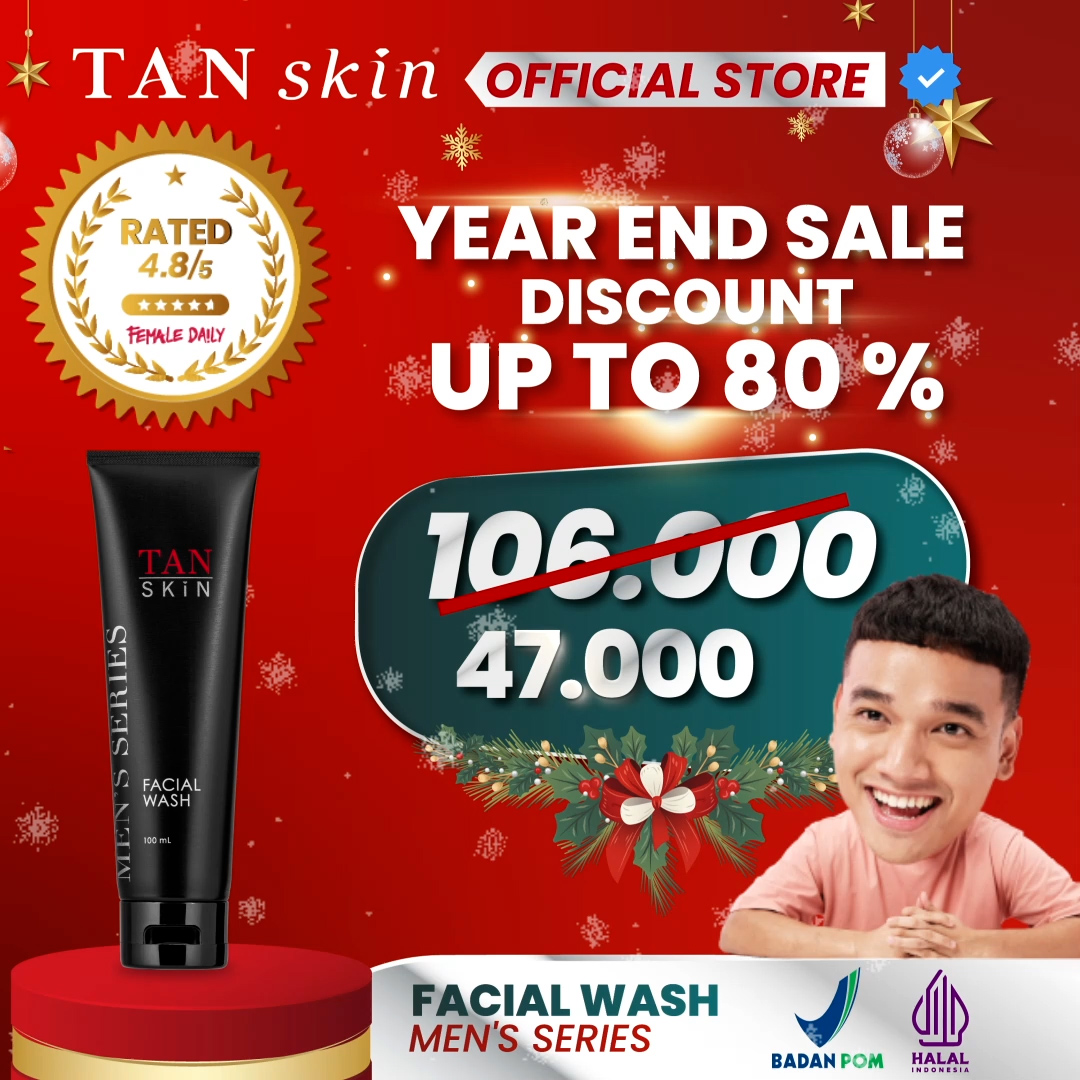 TAN skin
OFFICIAL STORE
RATED
4.8/5
FEMALE DAILY
YEAR END SALE
DISCOUNT
UP TO 80 %
106.000
47.000
TAN
SKiN
MEN'S SERIES
FACIAL
WASH
100 mL
FACIAL WASH
MEN'S SERIES
BADAN POM
HALAL
INDONESIA